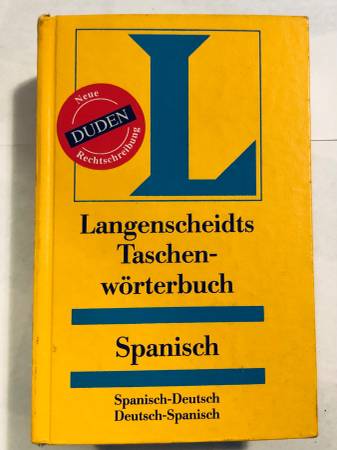 L
Neue
DUDEN
Rechtschreibung
Langenscheidts
Taschen-
wörterbuch
Spanisch
Spanisch-Deutsch
Deutsch-Spanisch